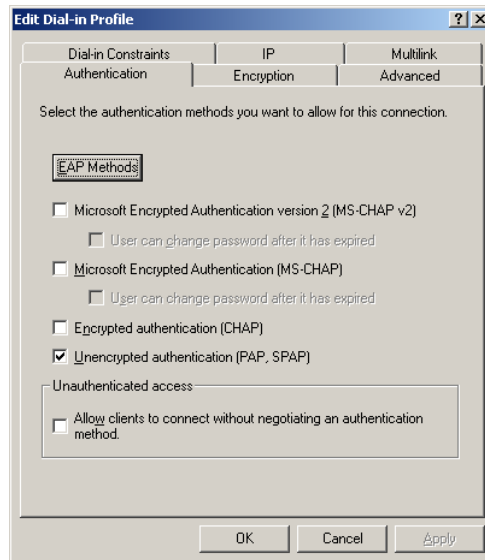 Edit Dial-in Profile
Dial-in Constraints IP Multilink
Authentication Encryption Advanced
Select the authentication methods you want to allow for this connection.
EAP Methods
Microsoft Encrypted Authentication version 2 (MS-CHAP v2)
User can change password after it has expired
Microsoft Encrypted Authentication (MS-CHAP)
User can change password after it has expired
Encrypted authentication (CHAP)
Unencrypted authentication (PAP, SPAP)
Unauthenticated access
Allow clients to connect without negotiating an authentication
method.
OK Cancel Apply